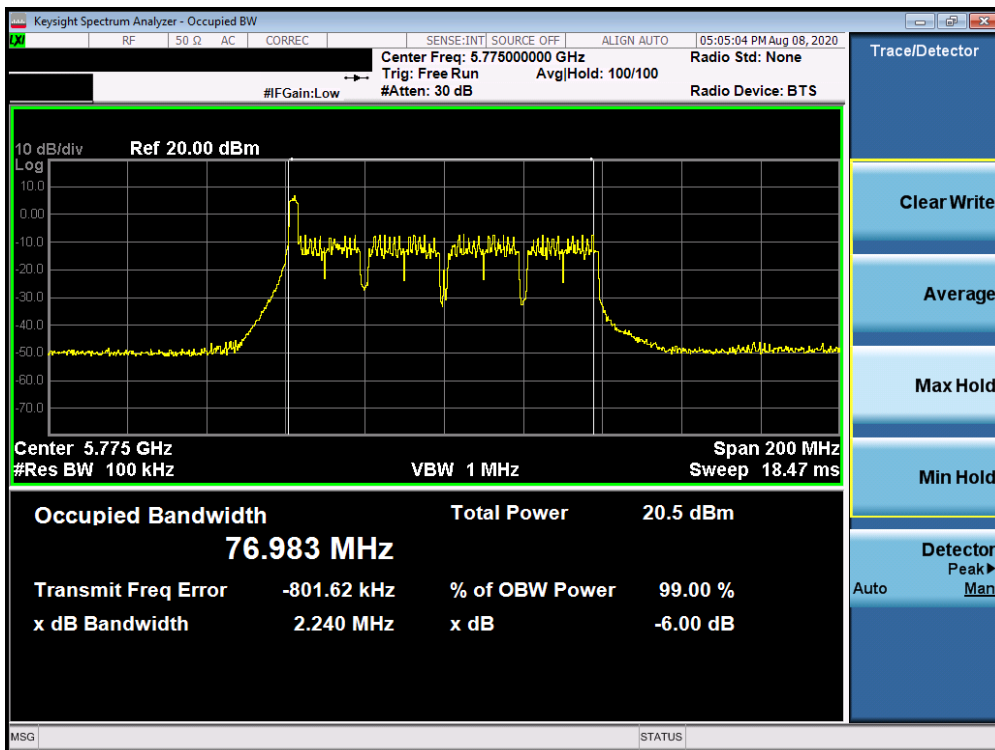 Keysight Spectrum Analyzer - Occupied BW
LXI RF 50 Ω AC CORREC SENSE:INT SOURCE OFF ALIGN AUTO 05:05:04 PM Aug 08, 2020
Center Freq: 5.775000000 GHz Radio Std: None
Trig: Free Run Avg|Hold: 100/100
#IFGain:Low #Atten: 30 dB Radio Device: BTS
10 dB/div Ref 20.00 dBm
Log
10.0
0.00
-10.0
-20.0
-30.0
-40.0
-50.0
-60.0
-70.0
Center 5.775 GHz Span 200 MHz
#Res BW 100 kHz VBW 1 MHz Sweep 18.47 ms
Occupied Bandwidth Total Power 20.5 dBm
76.983 MHz
Transmit Freq Error -801.62 kHz % of OBW Power 99.00 %
x dB Bandwidth 2.240 MHz x dB -6.00 dB
MSG STATUS
Trace/Detector
Clear Write
Average
Max Hold
Min Hold
Detector
Peak▶
Auto Man